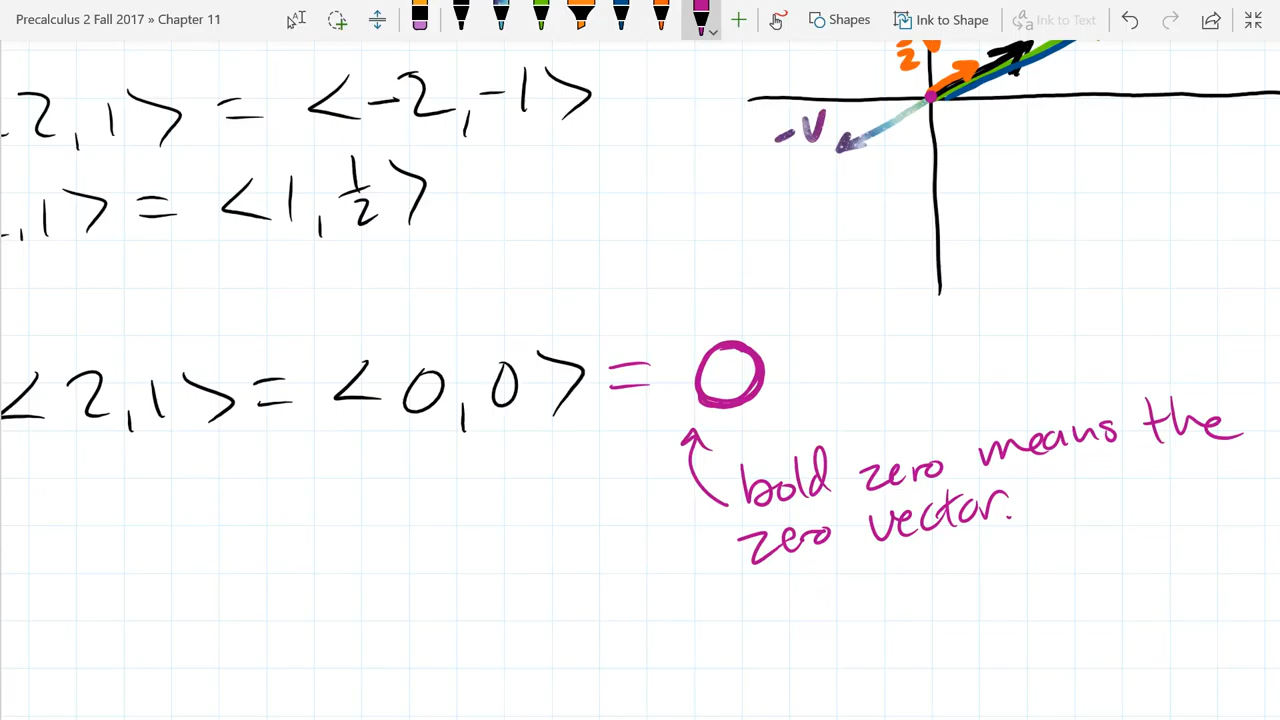 Precalculus 2 Fall 2017 » Chapter 11
Shapes
Ink to Shape
Ink to Text
2,1> = <-2,-1>
,1> = <1,1/2>
<2,1> = <0,0> = 0
bold zero means the
zero vector.
-v